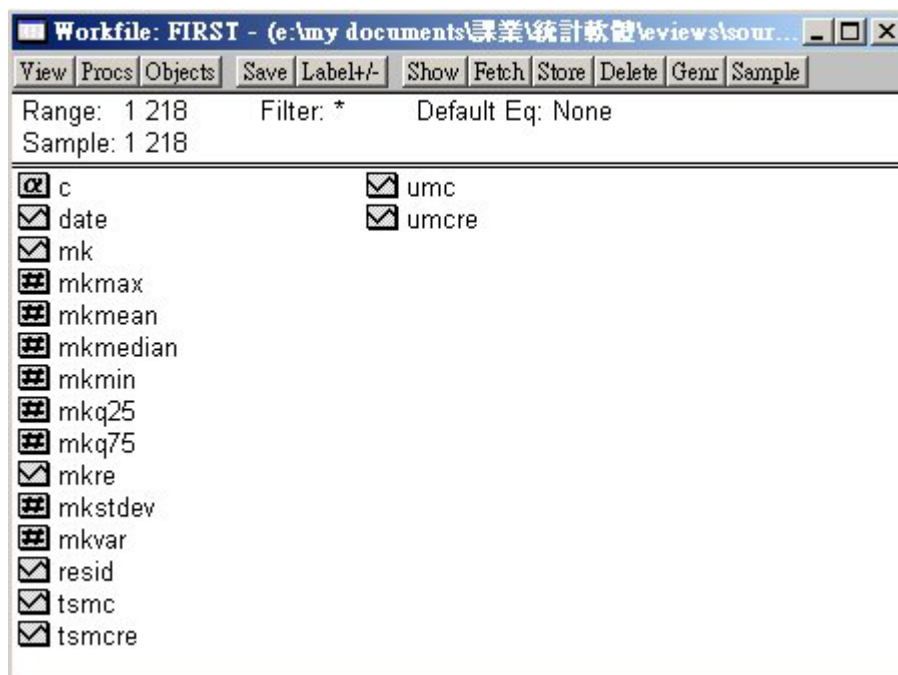 Workfile: FIRST - (e:\my documents\課業\統計軟體\eviews\sour...
View Procs Objects Save Label+/- Show Fetch Store Delete Genr Sample
Range: 1 218 Filter: * Default Eq: None
Sample: 1 218
c
date
mk
mkmax
mkmean
mkmedian
mkmin
mkq25
mkq75
mkre
mkstdev
mkvar
resid
tsmc
tsmcre
umc
umcre